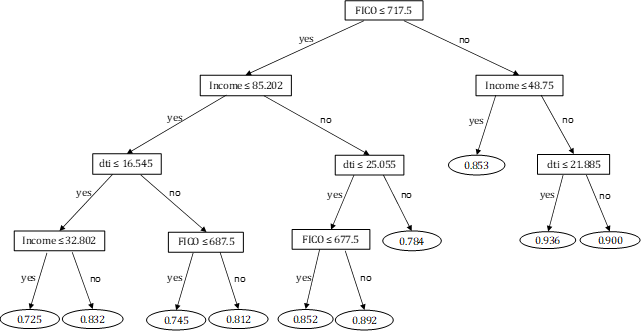 FICO ≤ 717.5
yes
no
Income ≤ 85.202
Income ≤ 48.75
yes
no
yes
no
dti ≤ 16.545
dti ≤ 25.055
0.853
dti ≤ 21.885
yes
no
yes
no
yes
no
Income ≤ 32.802
FICO ≤ 687.5
FICO ≤ 677.5
0.784
0.936
0.900
yes
no
yes
no
yes
no
0.725
0.832
0.745
0.812
0.852
0.892